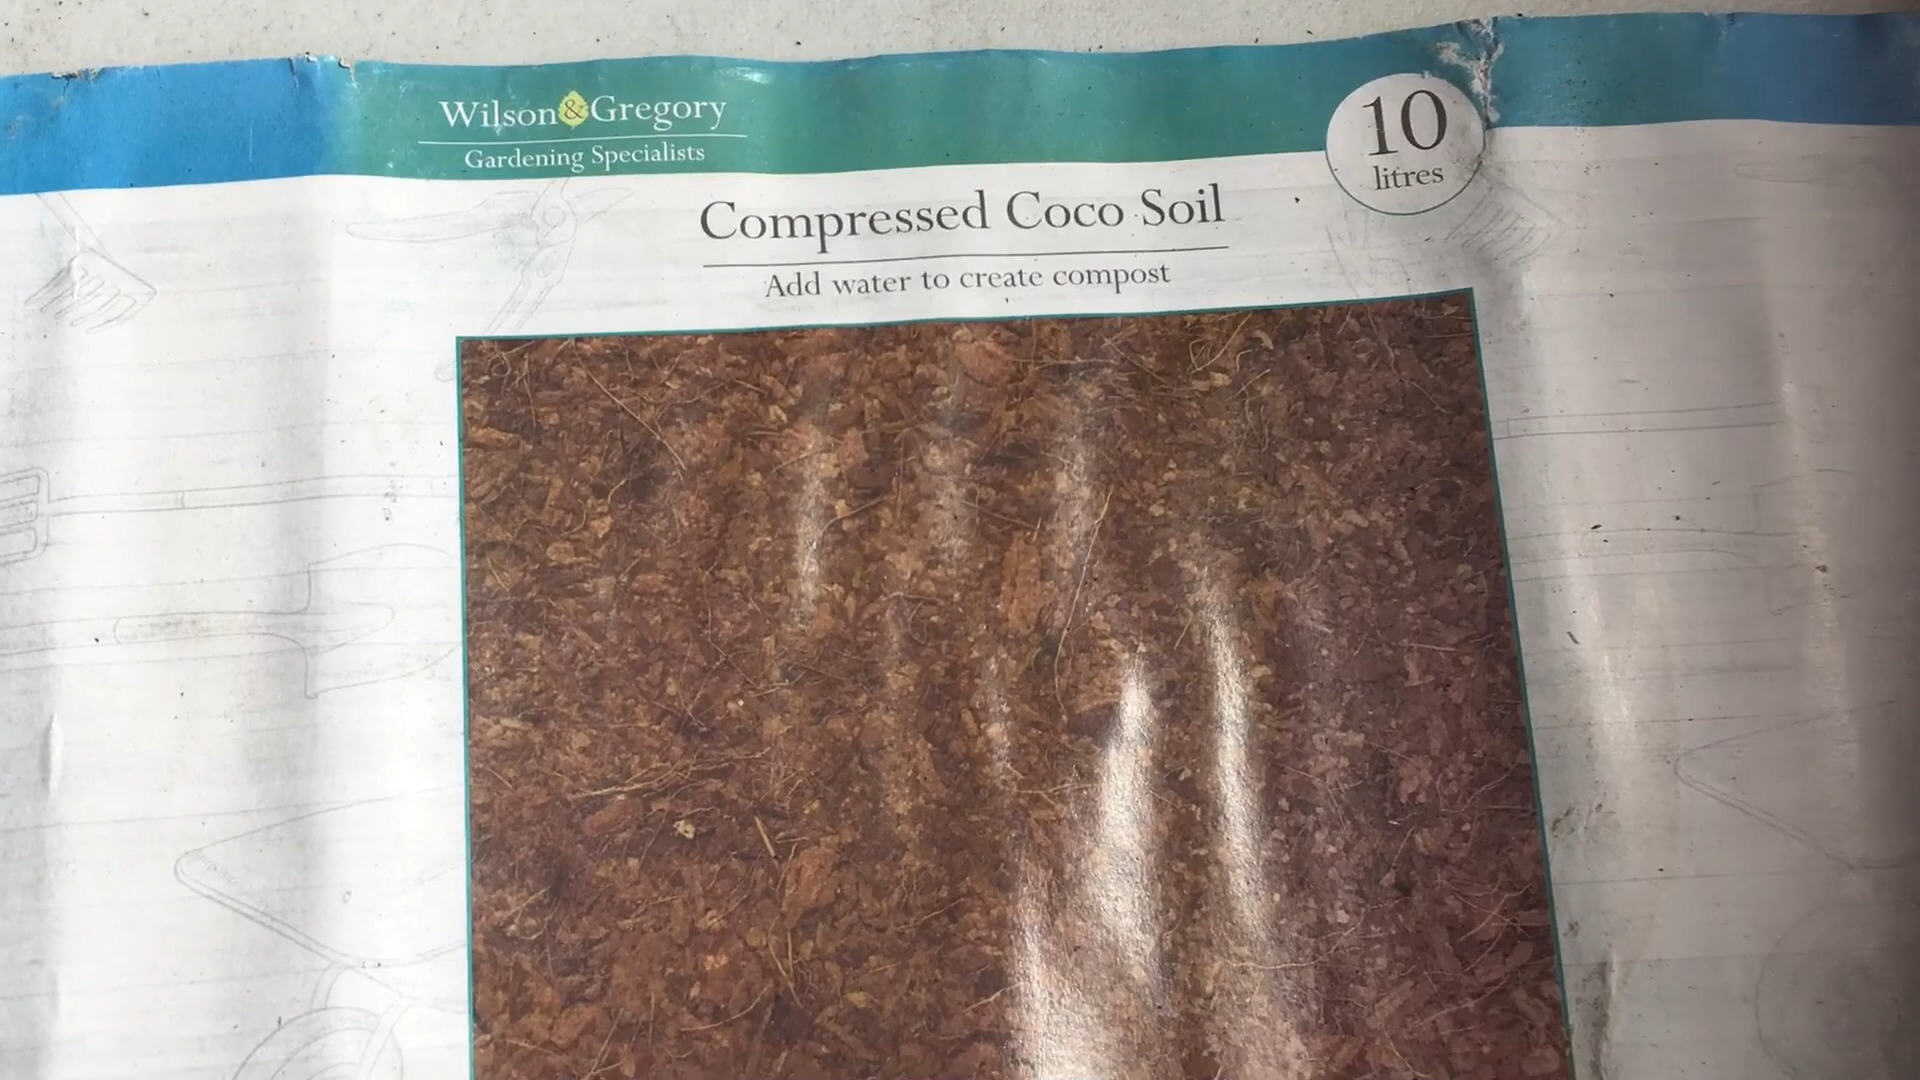 Wilson & Gregory
Gardening Specialists
10
litres
Compressed Coco Soil
Add water to create compost